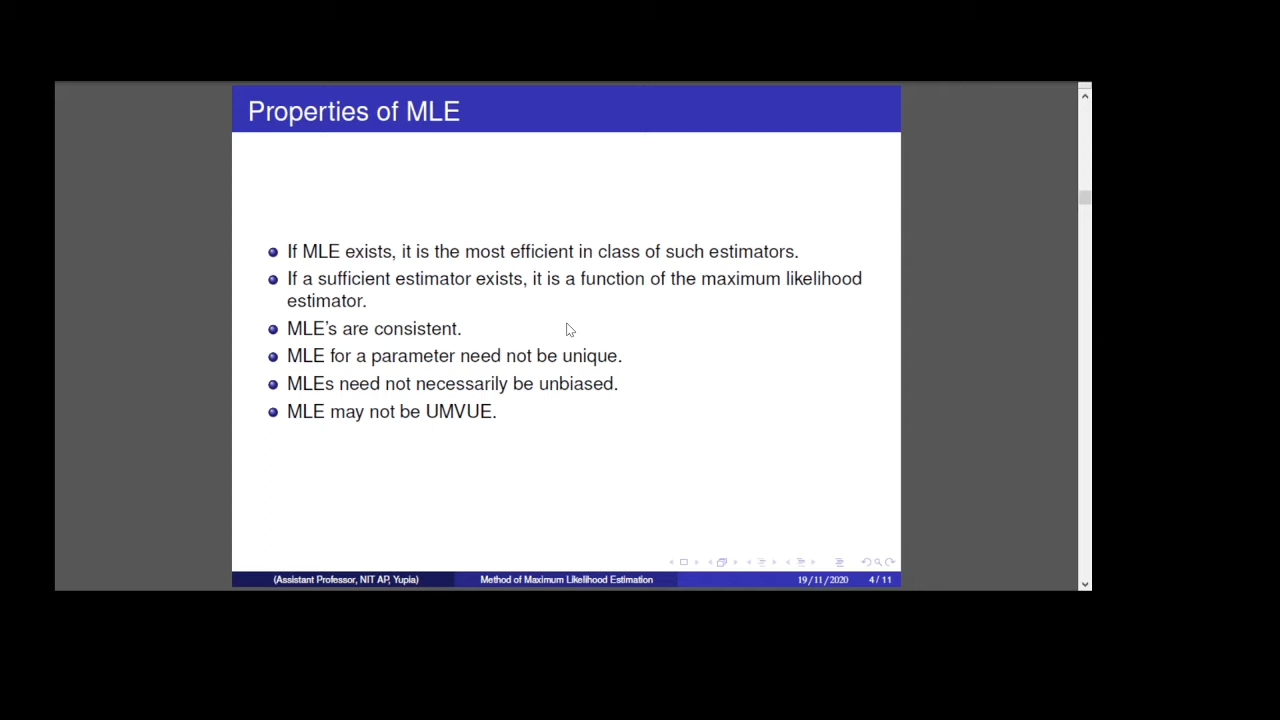 Properties of MLE
If MLE exists, it is the most efficient in class of such estimators.
If a sufficient estimator exists, it is a function of the maximum likelihood
estimator.
MLE's are consistent.
MLE for a parameter need not be unique.
MLEs need not necessarily be unbiased.
MLE may not be UMVUE.
(Assistant Professor, NIT AP, Yupia) Method of Maximum Likelihood Estimation 19/11/2020 4 / 11